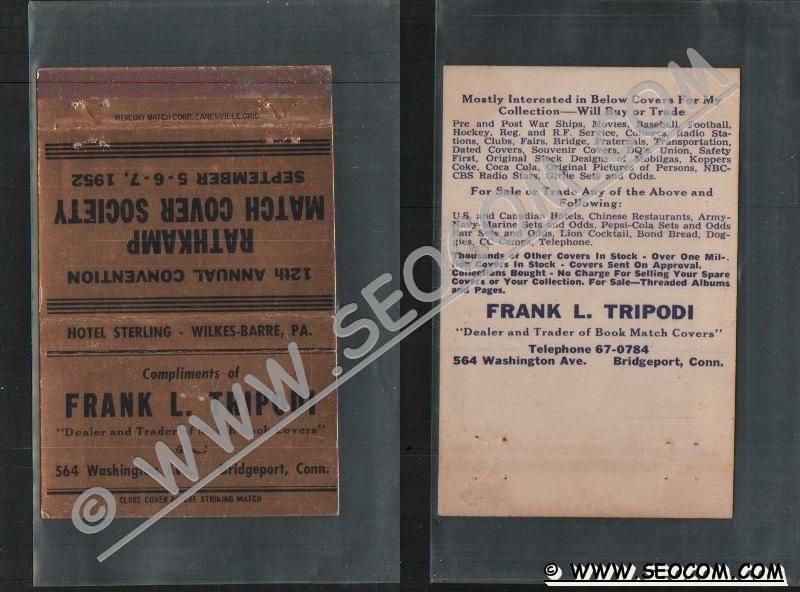 MERCURY MATCH CORP. ZANESVILLE, OHIO
12th ANNUAL CONVENTION
RATHKAMP
MATCH COVER SOCIETY
SEPTEMBER 5-6-7, 1952
HOTEL STERLING - WILKES-BARRE, PA.
Compliments of
FRANK L. TRIPODI
"Dealer and Trader of Book Covers"
564 Washington Bridgeport, Conn.
CLOSE COVER BEFORE STRIKING MATCH
Mostly Interested in Below Covers For My
Collection—Will Buy or Trade
Pre and Post War Ships, Movies, Baseball, Football,
Hockey, Reg. and R.F. Service, Colleges, Radio Sta-
tions, Clubs, Fairs, Bridge, Fraternals, Transportation,
Dated Covers, Souvenir Covers, DQ's, Union, Safety
First, Original Stock Designs of Mobilgas, Koppers
Coke, Coca Cola, Original Pictures of Persons, NBC-
CBS Radio Stars, Girlie Sets and Odds.
For Sale or Trade Any of the Above and
Following:
U.S. and Canadian Hotels, Chinese Restaurants, Army-
Navy-Marine Sets and Odds, Pepsi-Cola Sets and Odds
Fair Sets and Odds, Lion Cocktail, Bond Bread, Dog-
gies, CC Camps, Telephone.
Thousands of Other Covers In Stock - Over One Mil-
lion Covers In Stock - Covers Sent On Approval.
Collections Bought - No Charge For Selling Your Spare
Covers or Your Collection. For Sale—Threaded Albums
and Pages.
FRANK L. TRIPODI
"Dealer and Trader of Book Match Covers"
Telephone 67-0784
564 Washington Ave. Bridgeport, Conn.
© WWW.SEOCOM.COM
© WWW.SEOCOM.COM